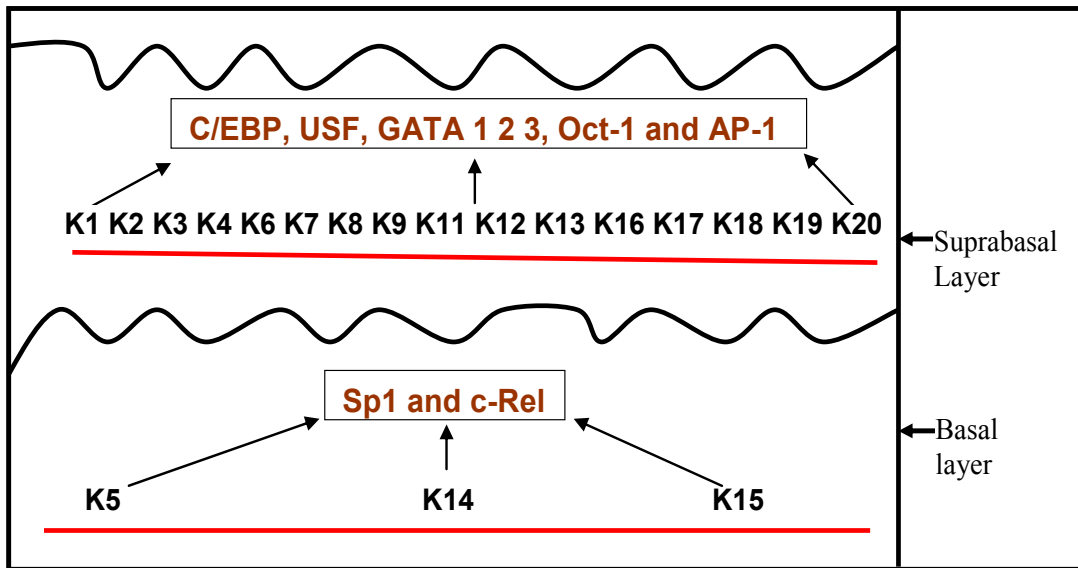 C/EBP, USF, GATA 1 2 3, Oct-1 and AP-1
K1 K2 K3 K4 K6 K7 K8 K9 K11 K12 K13 K16 K17 K18 K19 K20
Suprabasal
Layer
Sp1 and c-Rel
Basal
layer
K5 K14 K15